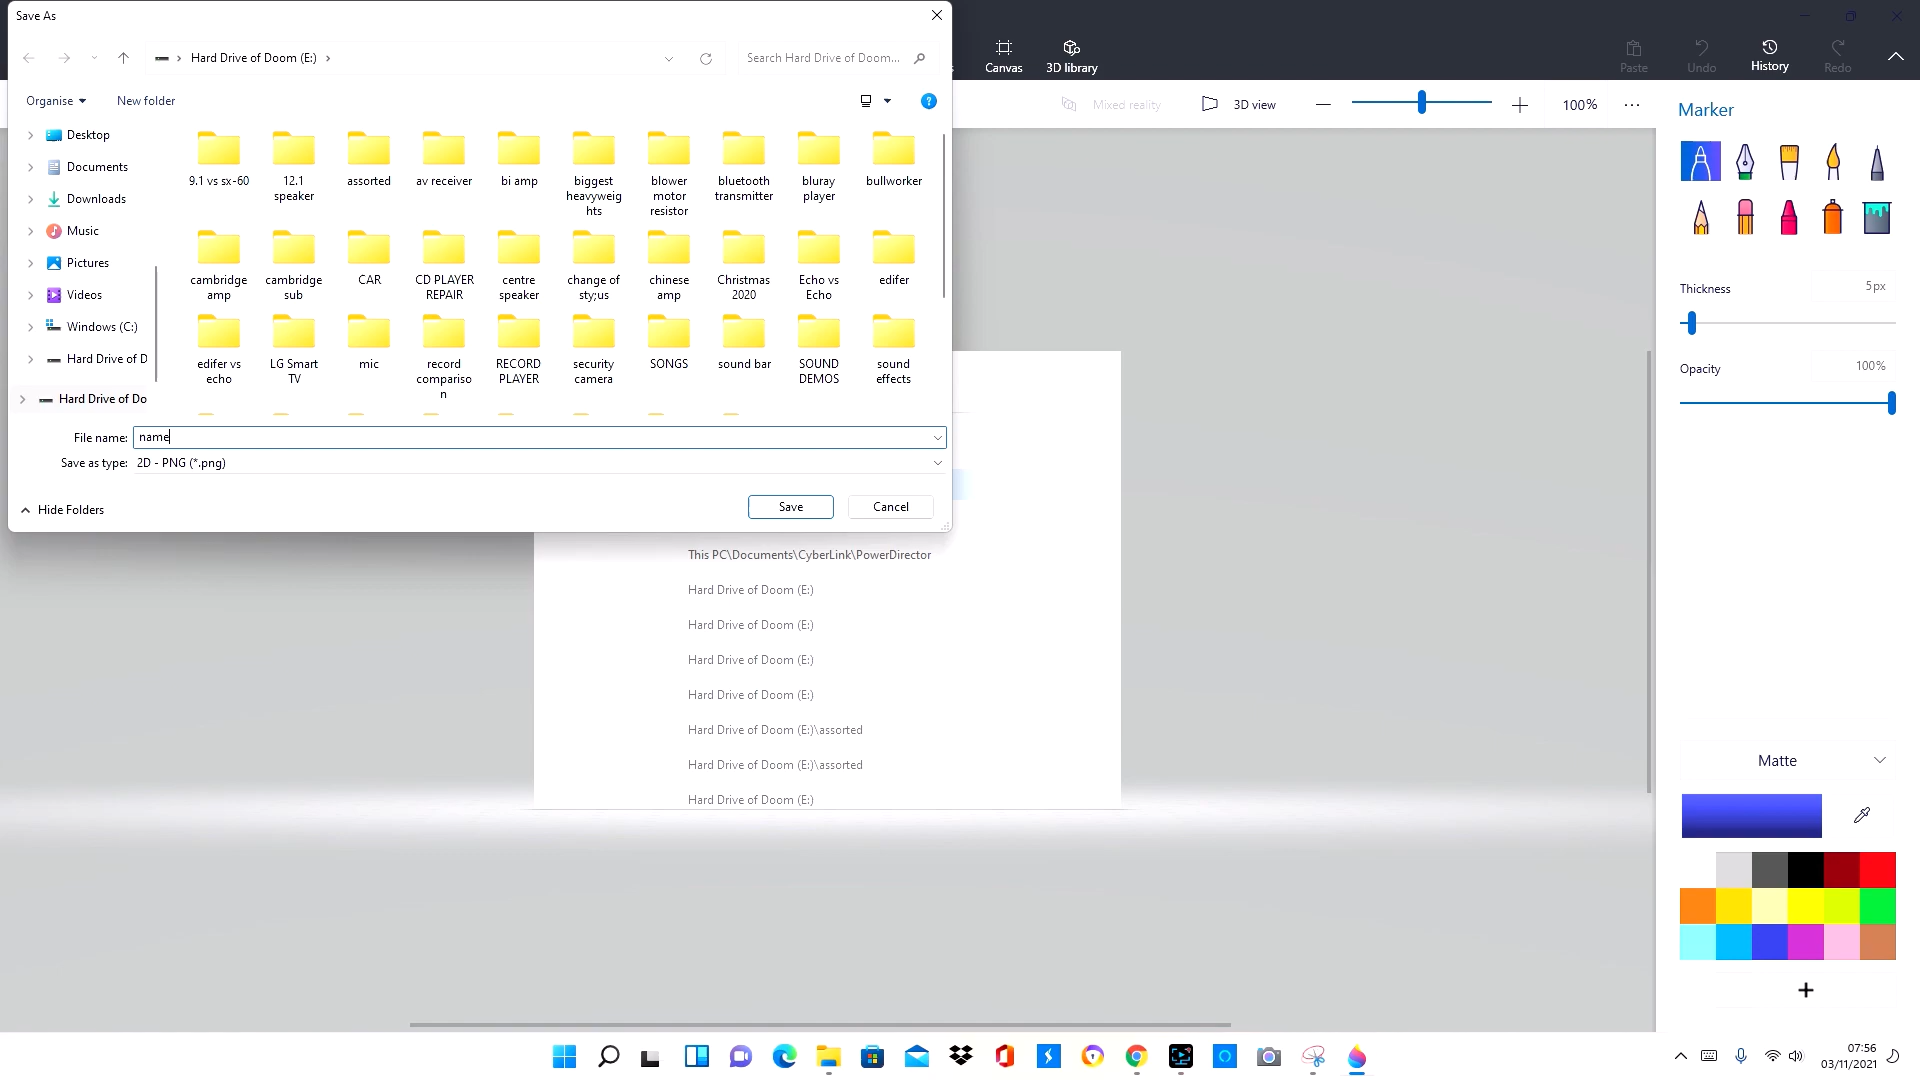 Save As
Hard Drive of Doom (E:)
Search Hard Drive of Doom...
Canvas
3D library
Paste
Undo
History
Redo
Organise
New folder
Mixed reality
3D view
100%
Marker
Desktop
Documents
Downloads
Music
Pictures
Videos
Windows (C:)
Hard Drive of D
Hard Drive of Do
9.1 vs sx-60
12.1
speaker
assorted
av receiver
bi amp
biggest
heavyweig
hts
blower
motor
resistor
bluetooth
transmitter
bluray
player
bullworker
cambridge
amp
cambridge
sub
CAR
CD PLAYER
REPAIR
centre
speaker
change of
sty;us
chinese
amp
Christmas
2020
Echo vs
Echo
edifer
edifer vs
echo
LG Smart
TV
mic
record
compariso
n
RECORD
PLAYER
security
camera
SONGS
sound bar
SOUND
DEMOS
sound
effects
File name: name
Save as type: 2D - PNG (*.png)
Hide Folders
Save
Cancel
Thickness
5px
Opacity
100%
This PC\Documents\CyberLink\PowerDirector
Hard Drive of Doom (E:)
Hard Drive of Doom (E:)
Hard Drive of Doom (E:)
Hard Drive of Doom (E:)
Hard Drive of Doom (E:)\assorted
Hard Drive of Doom (E:)\assorted
Hard Drive of Doom (E:)
Matte
07:56
03/11/2021